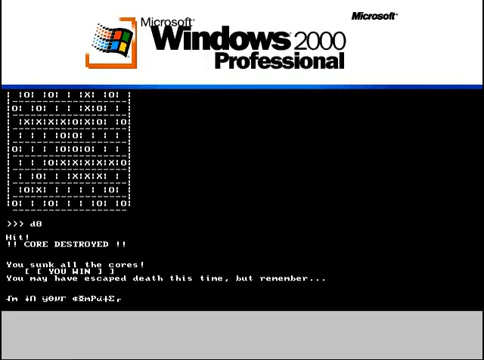 Microsoft
Microsoft
Windows 2000
Professional
| |O| |O| | |X| |O| |
|O| |O| | | |X| | |O|
| |X|X|X|X|O|X|O| |O
| | | | |O|O| | | |
|O| | | |O|O|O| | |
| | | |O|X|X|X|X|X|O
| | | | |X|X|X| | | |
| |O|X| | | | |O|O|
>>> d8
Hit!
!! CORE DESTROYED !!
You sunk all the cores!
[ [ YOU WIN ] ]
You may have escaped death this time, but remember...